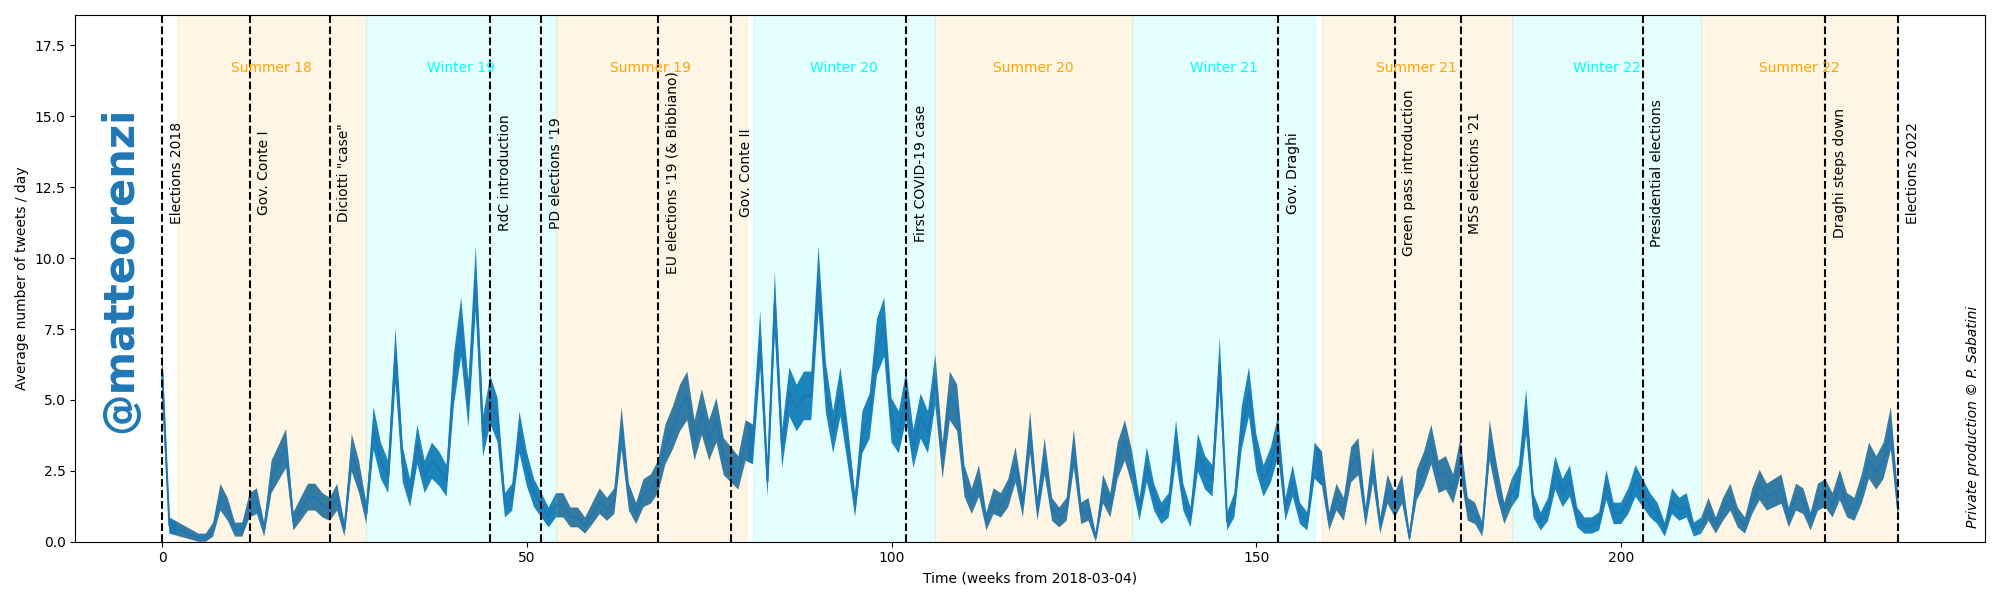 Average number of tweets / day
17.5
15.0
12.5
10.0
7.5
5.0
2.5
0.0
@matteorenzi
Summer 18
Winter 19
Summer 19
Winter 20
Summer 20
Winter 21
Summer 21
Winter 22
Summer 22
Elections 2018
Gov. Conte I
Diciotti "case"
RdC introduction
PD elections '19
EU elections '19 (& Bibbiano)
Gov. Conte II
First COVID-19 case
Gov. Draghi
Green pass introduction
M5S elections '21
Presidential elections
Draghi steps down
Elections 2022
Private production © P. Sabatini
0
50
100
150
200
Time (weeks from 2018-03-04)